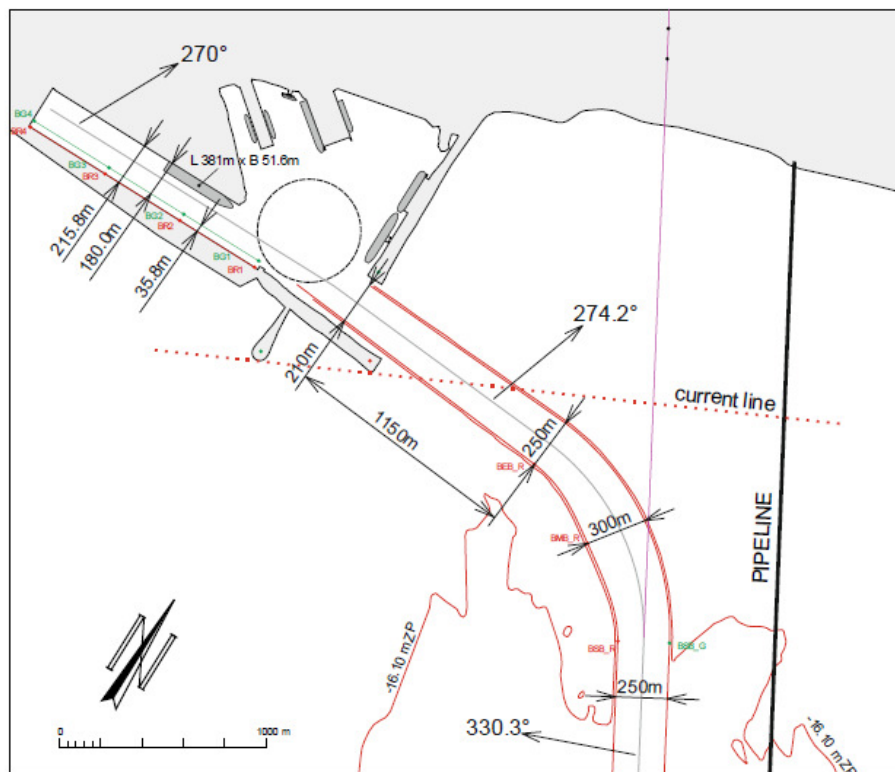 270°
BG4
BR4
L 381m x B 51.6m
BG3
BR3
BG2
BR2
BG1
BR1
215.8m
180.0m
35.8m
274.2°
210m
current line
1150m
250m
BEB_R
300m
BMB_R
PIPELINE
BSB_R
BSB_G
-16.10 mZP
250m
-16.10 mZP
330.3°
N
0
1000 m